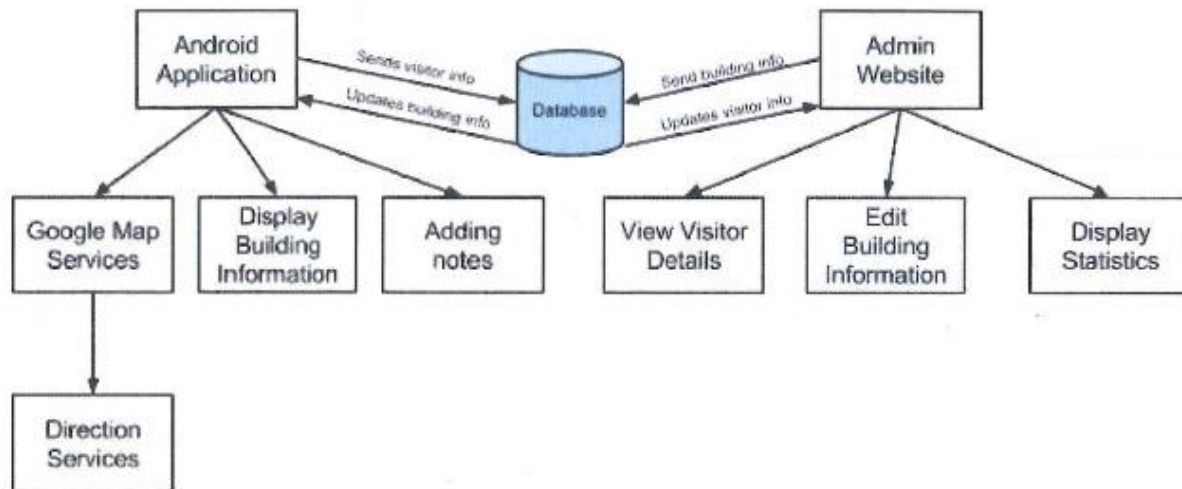 Android
Application
Sends visitor info
Updates building info
Database
Send building info
Updates visitor info
Admin
Website
Google Map
Services
Display
Building
Information
Adding
notes
View Visitor
Details
Edit
Building
Information
Display
Statistics
Direction
Services